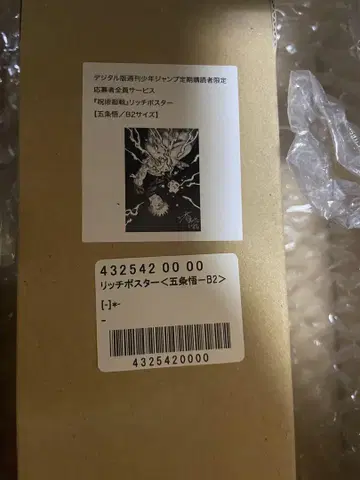 デジタル版週刊少年ジャンプ定期購読者限定
応募者全員サービス
『呪術廻戦』リッチポスター
【五条悟／B2サイズ】
432542 00 00
リッチポスター<五条悟ーB2>
[-]*-
-
4325420000